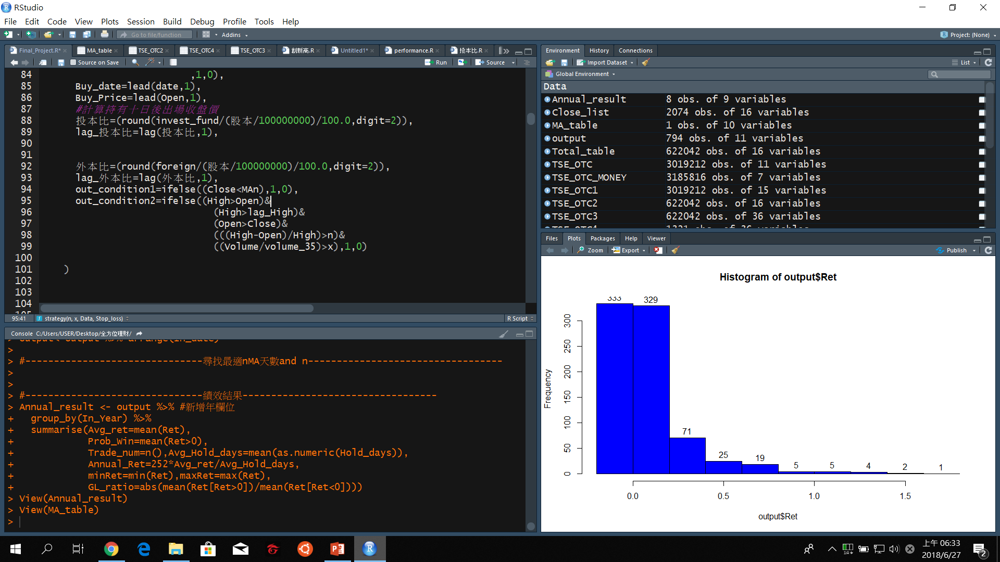 RStudio
File Edit Code View Plots Session Build Debug Profile Tools Help
Go to file/function
Addins
Project: (None)
Final_Project.R* MA_table TSE_OTC2 TSE_OTC4 TSE_OTC3 創新高.R Untitled1* performance.R 投本比.R
Source on Save Run Source
84 ,1,0),
85 Buy_date=lead(date,1),
86 Buy_Price=lead(Open,1),
87 #計算持有十日後出場收盤價
88 投本比=(round(invest_fund/(股本/100000000)/100.0,digit=2)),
89 lag_投本比=lag(投本比,1),
90
91
92 外本比=(round(foreign/(股本/100000000)/100.0,digit=2)),
93 lag_外本比=lag(外本比,1),
94 out_condition1=ifelse((Close<MAn),1,0),
95 out_condition2=ifelse((High>Open)&
96 (High>lag_High)&
97 (Open>Close)&
98 (((High-Open)/High)>n)&
99 ((Volume/volume_35)>x),1,0)
100
101 )
102
103
104
95:41 strategy(n, x, Data, Stop_loss) R Script
Console C:/Users/USER/Desktop/全方位理財/
> output<-output %>% arrange(In_date)
>
> #-------------------------------尋找最適nMA天數and n----------------------------------
>
>
> #-------------------------------績效結果----------------------------------
> Annual_result <- output %>% #新增年欄位
+ group_by(In_Year) %>%
+ summarise(Avg_ret=mean(Ret),
+ Prob_Win=mean(Ret>0),
+ Trade_num=n(),Avg_Hold_days=mean(as.numeric(Hold_days)),
+ Annual_Ret=252*Avg_ret/Avg_Hold_days,
+ minRet=min(Ret),maxRet=max(Ret),
+ GL_ratio=abs(mean(Ret[Ret>0])/mean(Ret[Ret<0])))
> View(Annual_result)
> View(MA_table)
>
Environment History Connections
Import Dataset List
Global Environment
Data
Annual_result 8 obs. of 9 variables
Close_list 2074 obs. of 16 variables
MA_table 1 obs. of 10 variables
output 794 obs. of 11 variables
Total_table 622042 obs. of 16 variables
TSE_OTC 3019212 obs. of 11 variables
TSE_OTC_MONEY 3185816 obs. of 7 variables
TSE_OTC1 3019212 obs. of 15 variables
TSE_OTC2 622042 obs. of 16 variables
TSE_OTC3 622042 obs. of 36 variables
TSE_OTC4 1321 obs. of 36 variables
Files Plots Packages Help Viewer
Zoom Export Publish
Histogram of output$Ret
333 329 71 25 19 5 5 4 2 1
Frequency
300
250
200
150
100
50
0
0.0 0.5 1.0 1.5
output$Ret
上午 06:33
2018/6/27
2